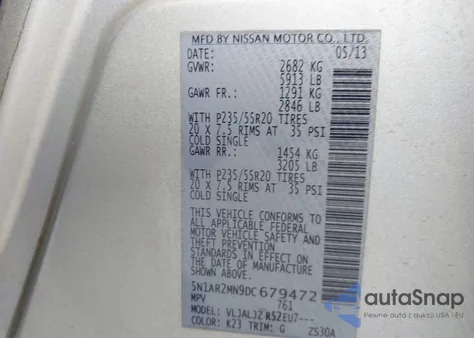 MFD BY NISSAN MOTOR CO., LTD.
DATE: 05/13
GVWR: 2682 KG
5913 LB
GAWR FR.: 1291 KG
2846 LB
WITH P235/55R20 TIRES
20 X 7.5 RIMS AT 35 PSI
COLD SINGLE
GAWR RR.: 1454 KG
3205 LB
WITH P235/55R20 TIRES
20 X 7.5 RIMS AT 35 PSI
COLD SINGLE
THIS VEHICLE CONFORMS TO
ALL APPLICABLE FEDERAL
MOTOR VEHICLE SAFETY AND
THEFT PREVENTION
STANDARDS IN EFFECT ON
THE DATE OF MANUFACTURE
SHOWN ABOVE.
5N1AR2MN9DC679472
MPV 761
MODEL: VL3ALJZ R52EU7---
COLOR: K23 TRIM: G ZS30A
autoSnap
POWERED BY